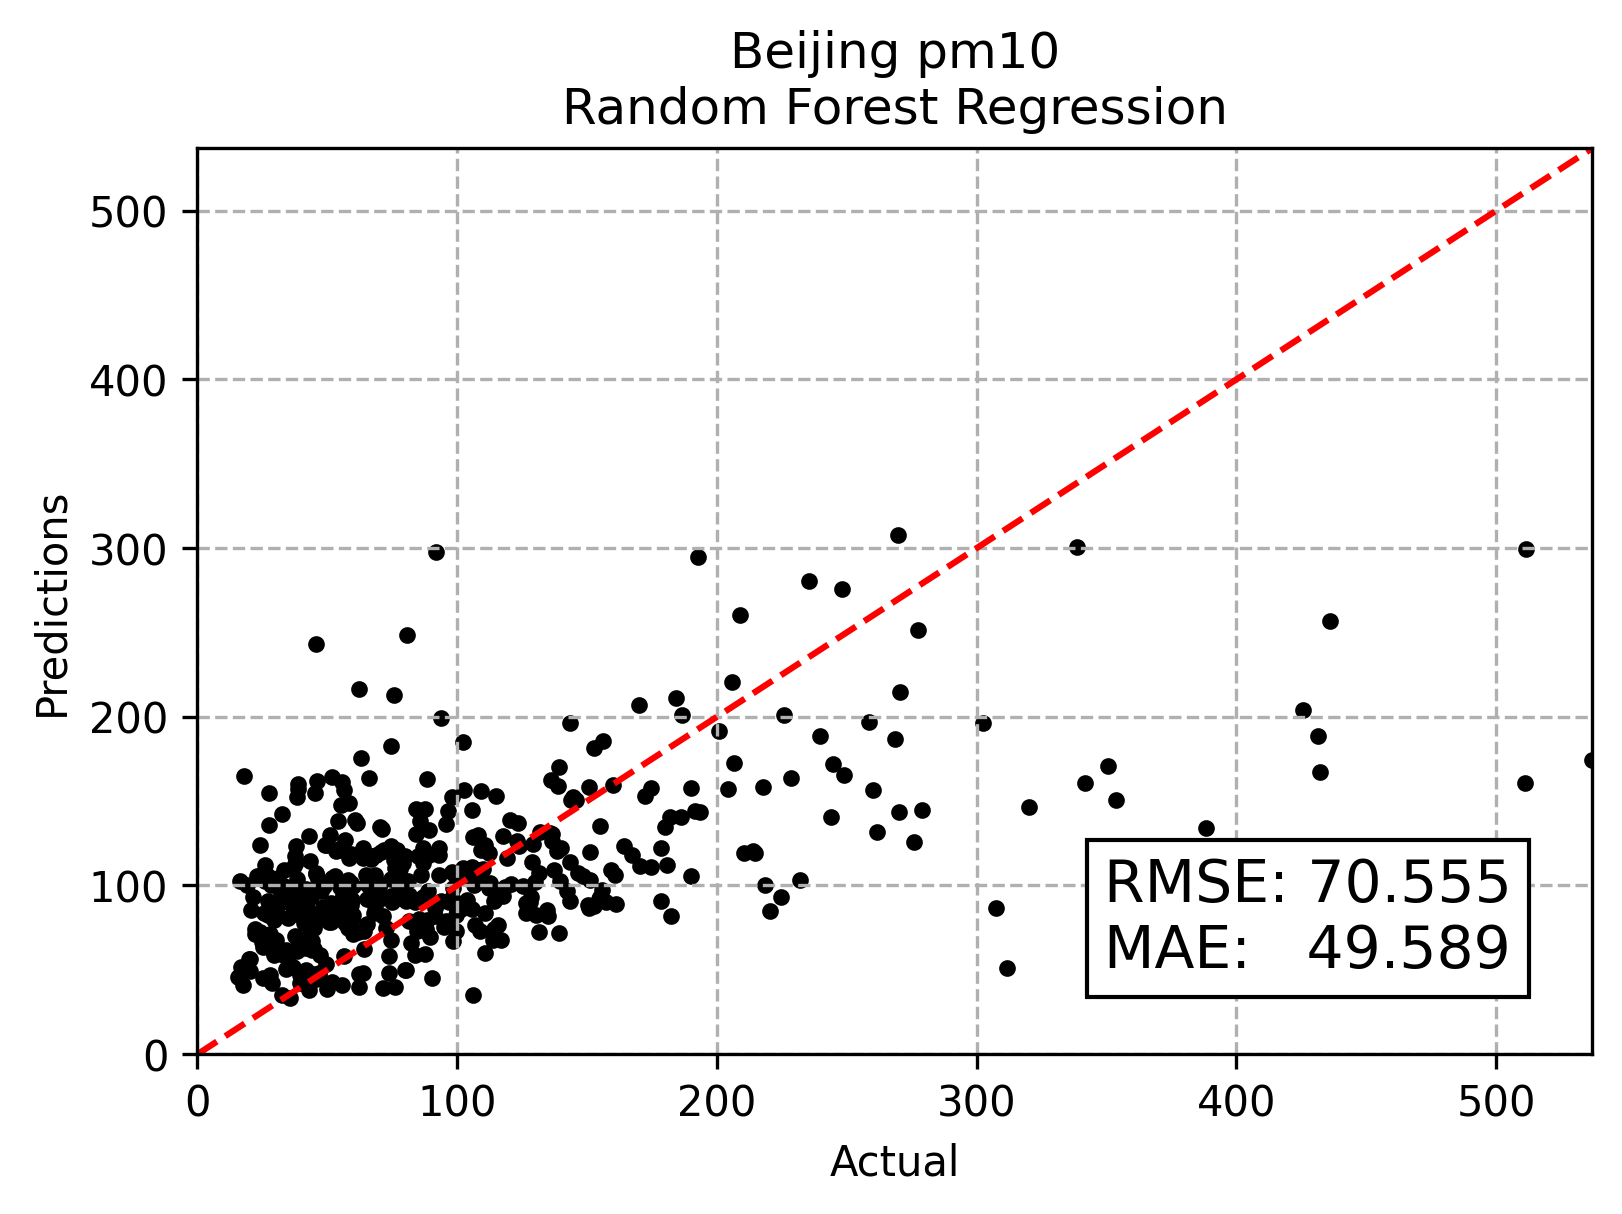 Beijing pm10
Random Forest Regression
500
400
300
200
100
0
Predictions
RMSE: 70.555
MAE: 49.589
0 100 200 300 400 500
Actual